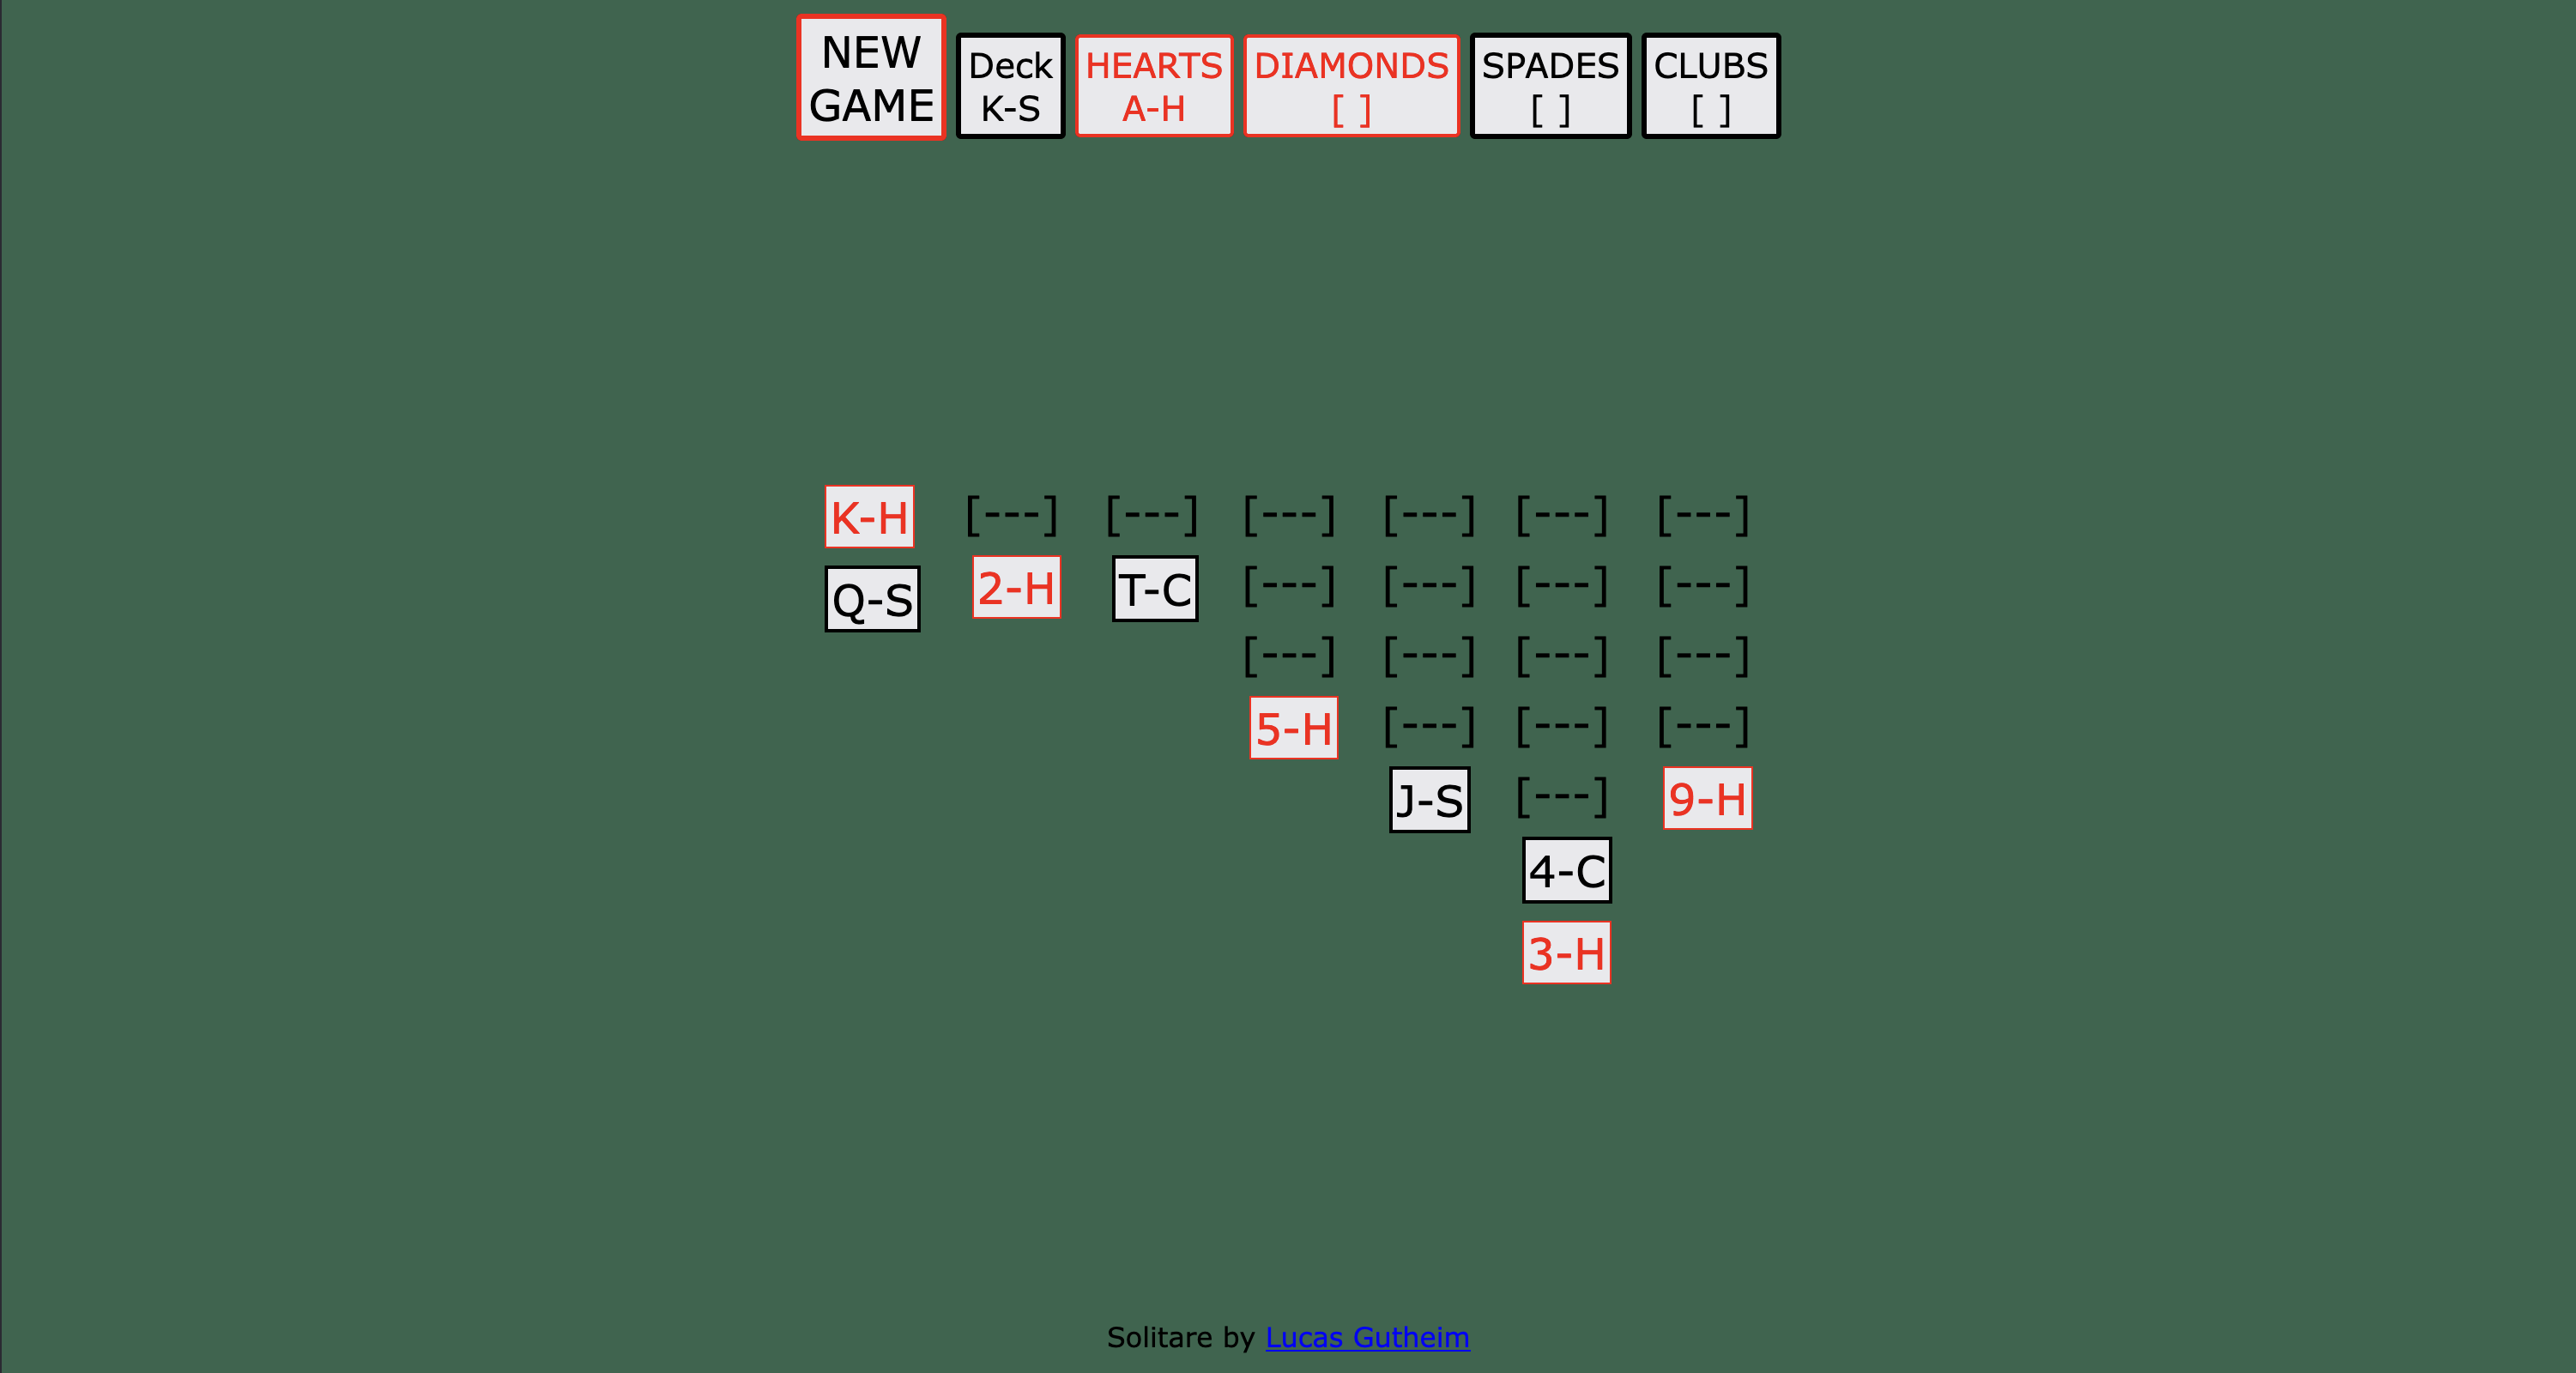 NEW
GAME
Deck
K-S
HEARTS
A-H
DIAMONDS
[ ]
SPADES
[ ]
CLUBS
[ ]
K-H [---] [---] [---] [---] [---] [---]
Q-S 2-H T-C [---] [---] [---] [---]
[---] [---] [---] [---]
5-H [---] [---] [---]
J-S [---] 9-H
4-C
3-H
Solitare by Lucas Gutheim